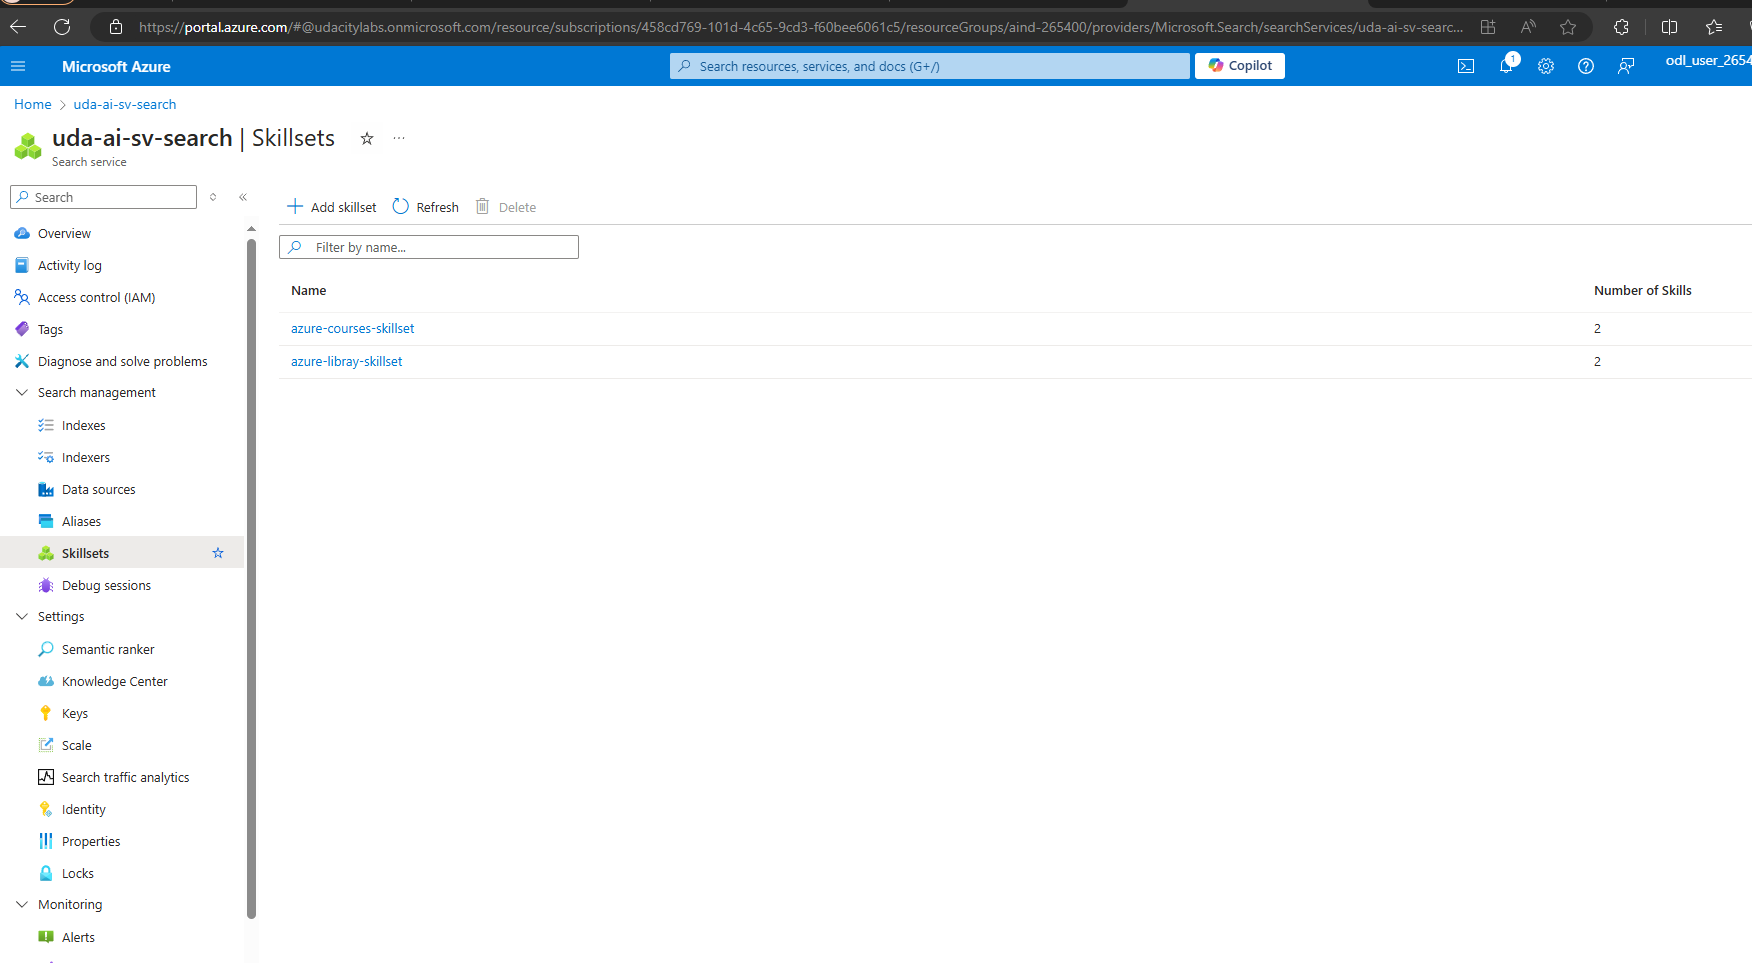 https://portal.azure.com/#@udacitylabs.onmicrosoft.com/resource/subscriptions/458cd769-101d-4c65-9cd3-f60bee6061c5/resourceGroups/aind-265400/providers/Microsoft.Search/searchServices/uda-ai-sv-searc...
Microsoft Azure
Search resources, services, and docs (G+/)
Copilot
1
odl_user_2654
Home > uda-ai-sv-search
uda-ai-sv-search | Skillsets
Search service
Search
Add skillset
Refresh
Delete
Filter by name...
Name
Number of Skills
azure-courses-skillset
2
azure-libray-skillset
2
Overview
Activity log
Access control (IAM)
Tags
Diagnose and solve problems
Search management
Indexes
Indexers
Data sources
Aliases
Skillsets
Debug sessions
Settings
Semantic ranker
Knowledge Center
Keys
Scale
Search traffic analytics
Identity
Properties
Locks
Monitoring
Alerts